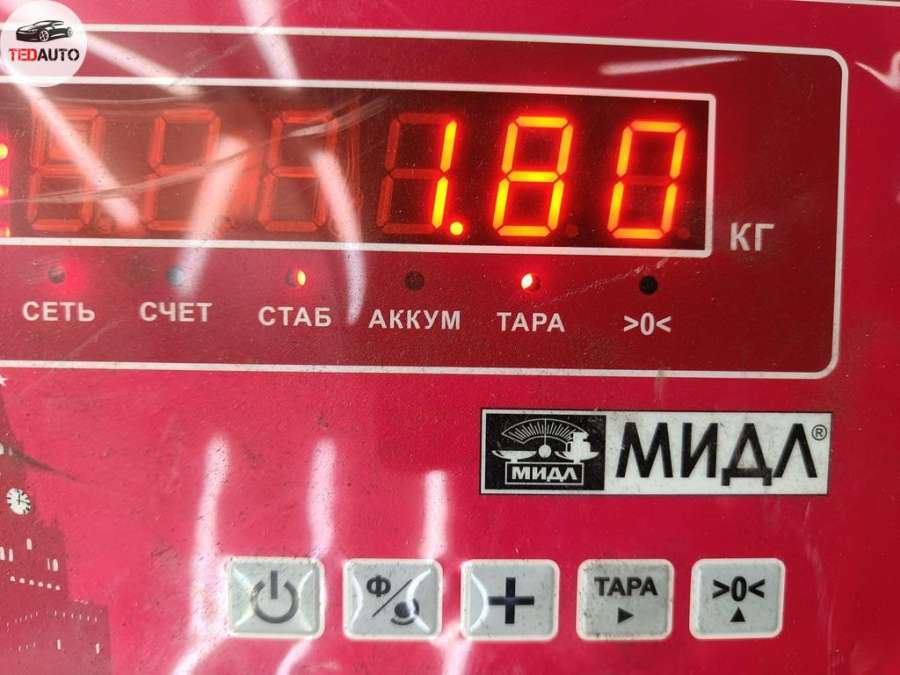 TEDAUTO
1.80
КГ
СЕТЬ СЧЕТ СТАБ АККУМ ТАРА >0<
МИДЛ МИДЛ®
Ф/ + ТАРА >0<